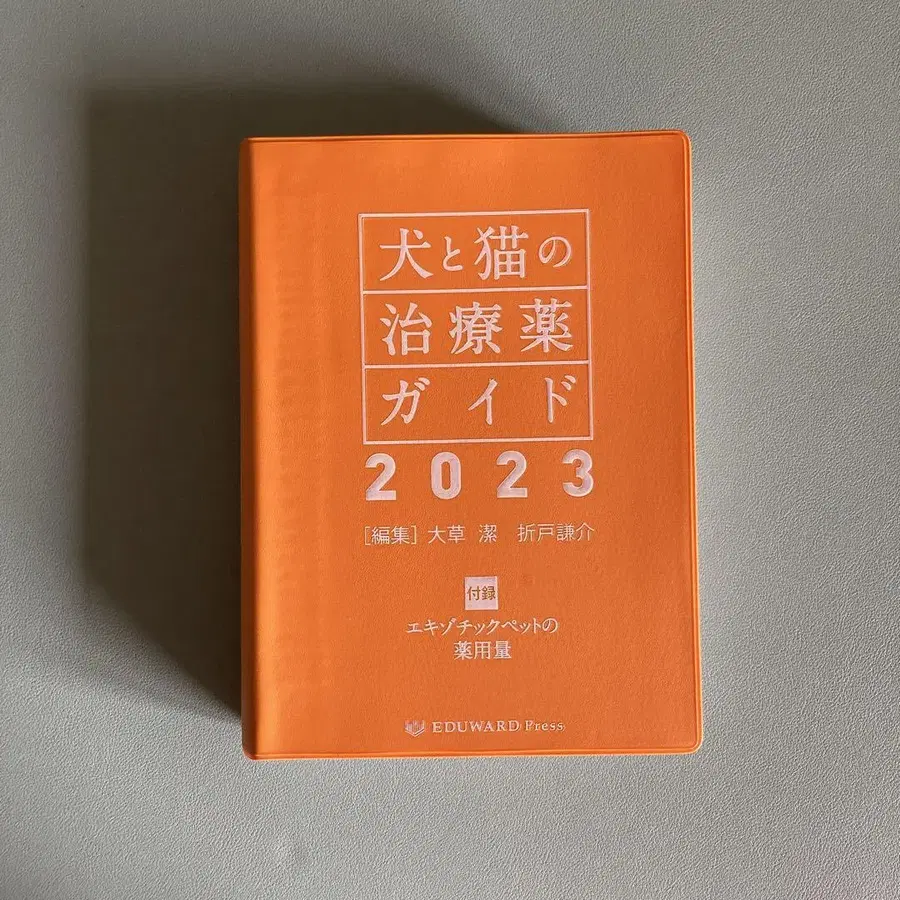 犬と猫の
治療薬
ガイド
2023
[編集] 大草 潔 折戸謙介
付録
エキゾチックペットの
薬用量
EDUWARD Press